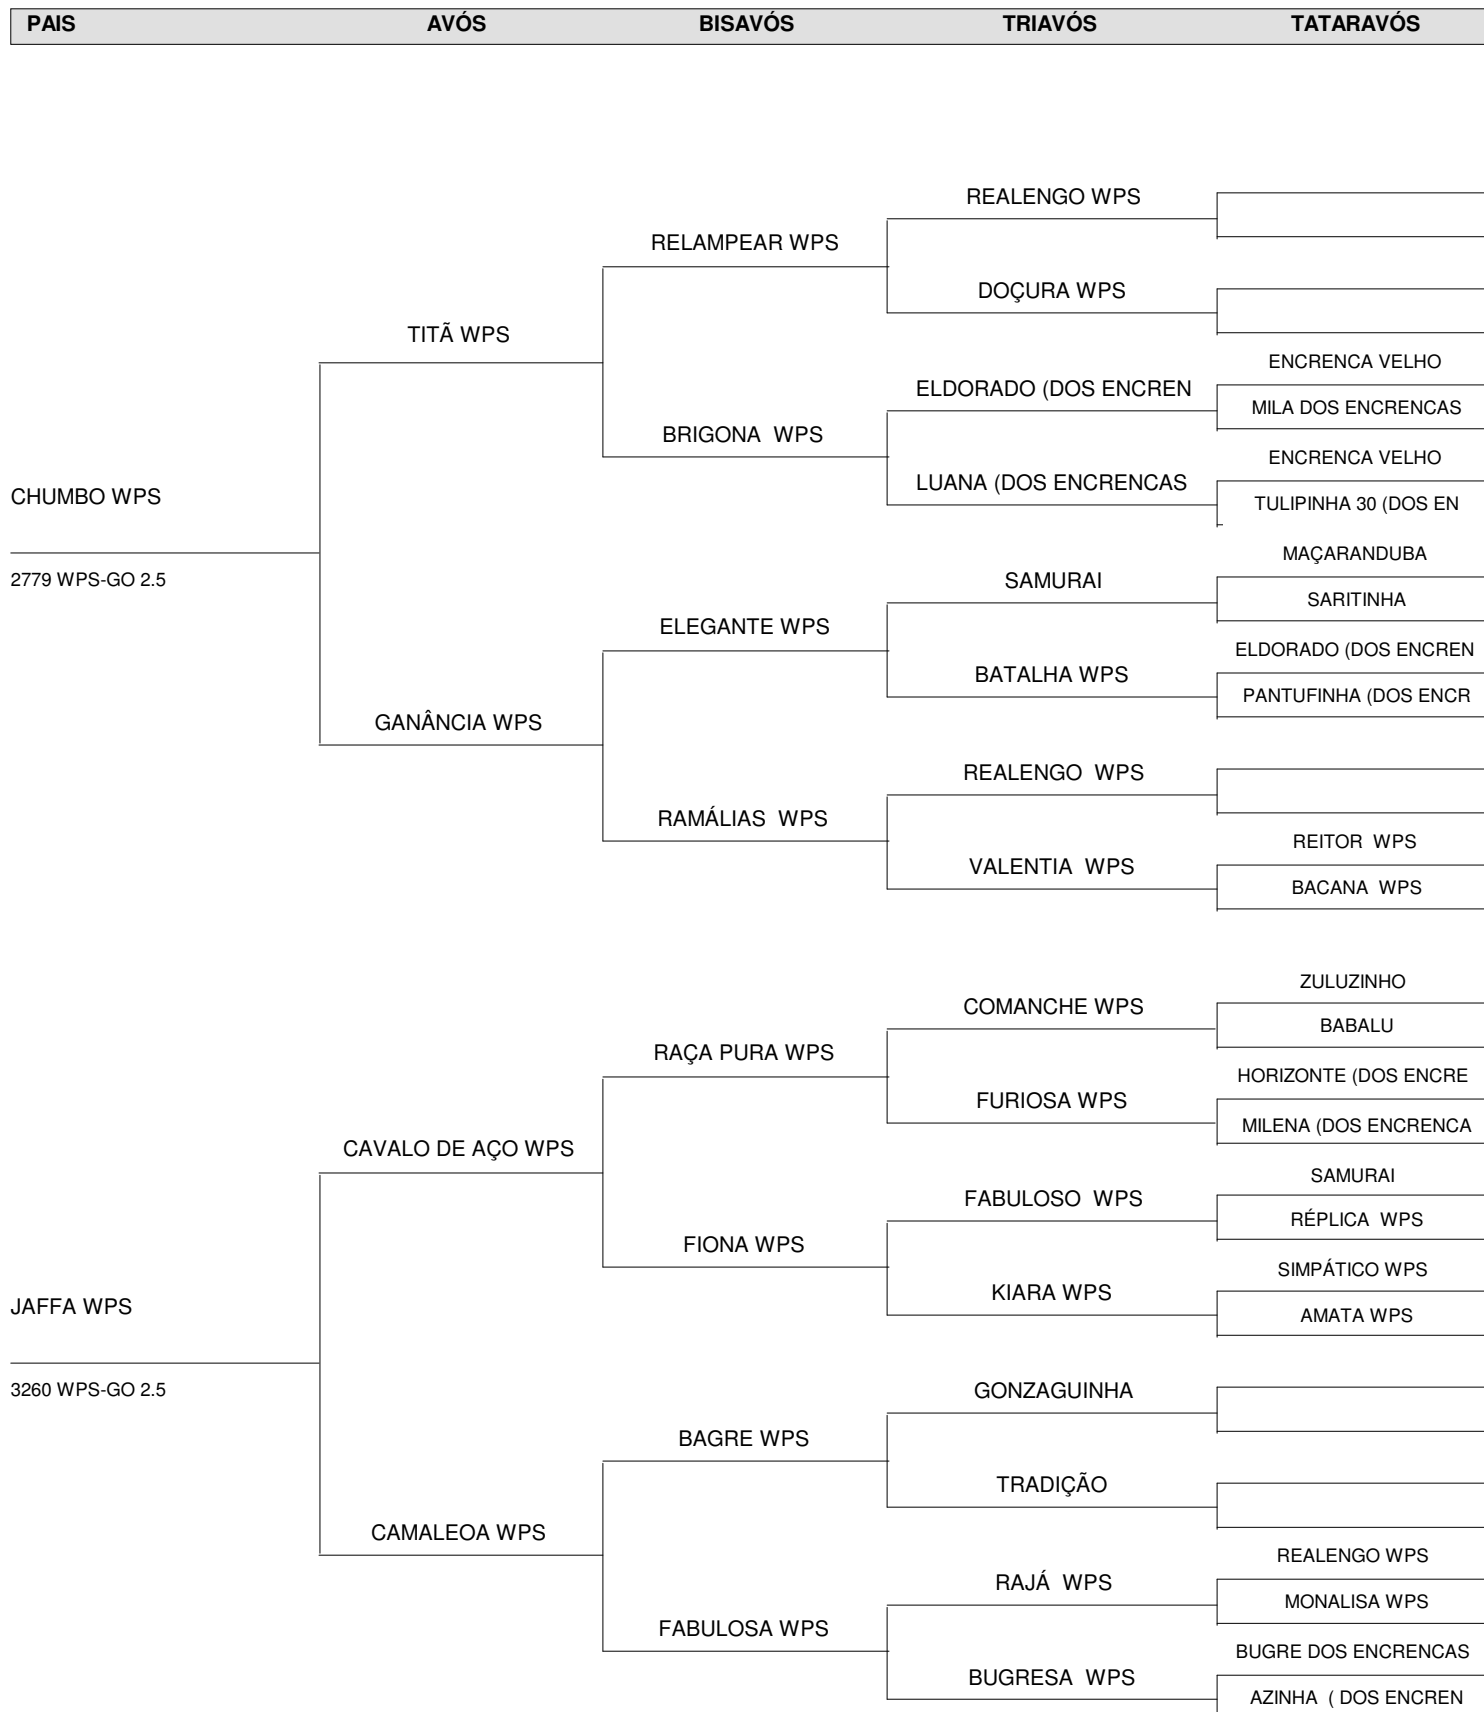 PAIS AVÓS BISAVÓS TRIAVÓS TATARAVÓS
REALENGO WPS
RELAMPEAR WPS
DOÇURA WPS
TITÃ WPS
ENCRENCA VELHO
ELDORADO (DOS ENCREN
MILA DOS ENCRENCAS
BRIGONA WPS
ENCRENCA VELHO
LUANA (DOS ENCRENCAS
TULIPINHA 30 (DOS EN
CHUMBO WPS
2779 WPS-GO 2.5
MAÇARANDUBA
SAMURAI
SARITINHA
ELEGANTE WPS
ELDORADO (DOS ENCREN
BATALHA WPS
PANTUFINHA (DOS ENCR
GANÂNCIA WPS
REALENGO WPS
RAMÁLIAS WPS
REITOR WPS
VALENTIA WPS
BACANA WPS
ZULUZINHO
COMANCHE WPS
BABALU
RAÇA PURA WPS
HORIZONTE (DOS ENCRE
FURIOSA WPS
MILENA (DOS ENCRENCA
CAVALO DE AÇO WPS
SAMURAI
FABULOSO WPS
RÉPLICA WPS
FIONA WPS
SIMPÁTICO WPS
KIARA WPS
AMATA WPS
JAFFA WPS
3260 WPS-GO 2.5
GONZAGUINHA
BAGRE WPS
TRADIÇÃO
CAMALEOA WPS
REALENGO WPS
RAJÁ WPS
MONALISA WPS
FABULOSA WPS
BUGRE DOS ENCRENCAS
BUGRESA WPS
AZINHA ( DOS ENCREN